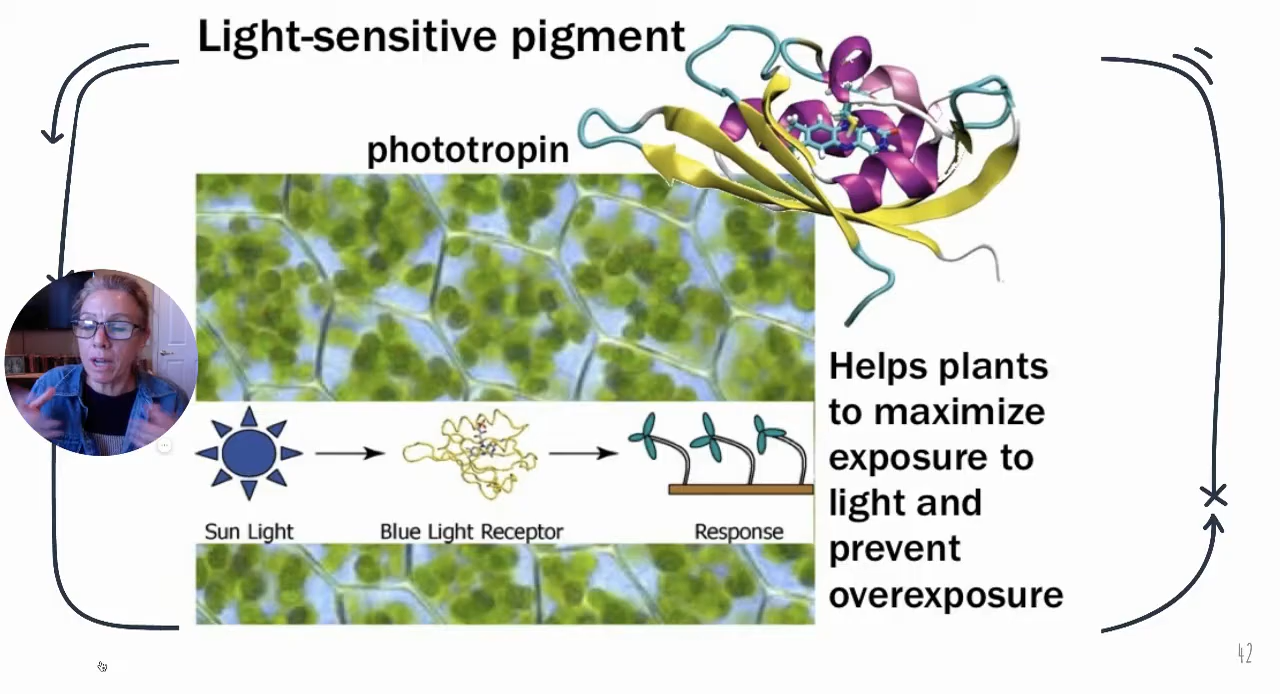 Light-sensitive pigment
phototropin
Sun Light
Blue Light Receptor
Response
Helps plants
to maximize
exposure to
light and
prevent
overexposure
42